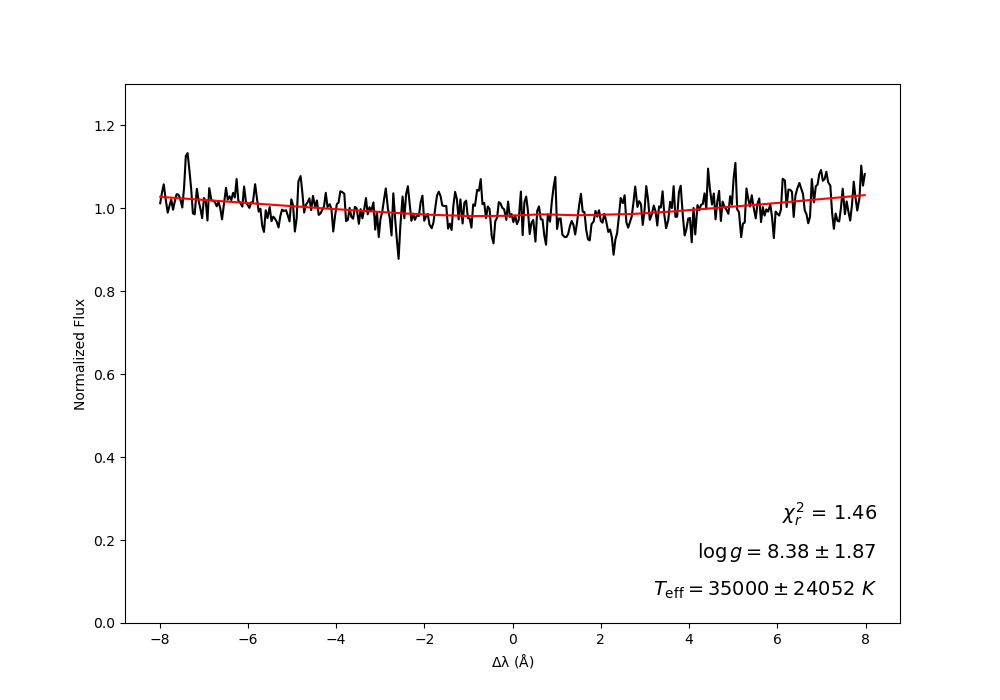 1.2
1.0
0.8
0.6
0.4
0.2
0.0
Normalized Flux
χ²ᵣ = 1.46
log g = 8.38 ± 1.87
T_eff = 35000 ± 24052 K
−8 −6 −4 −2 0 2 4 6 8
Δλ (Å)